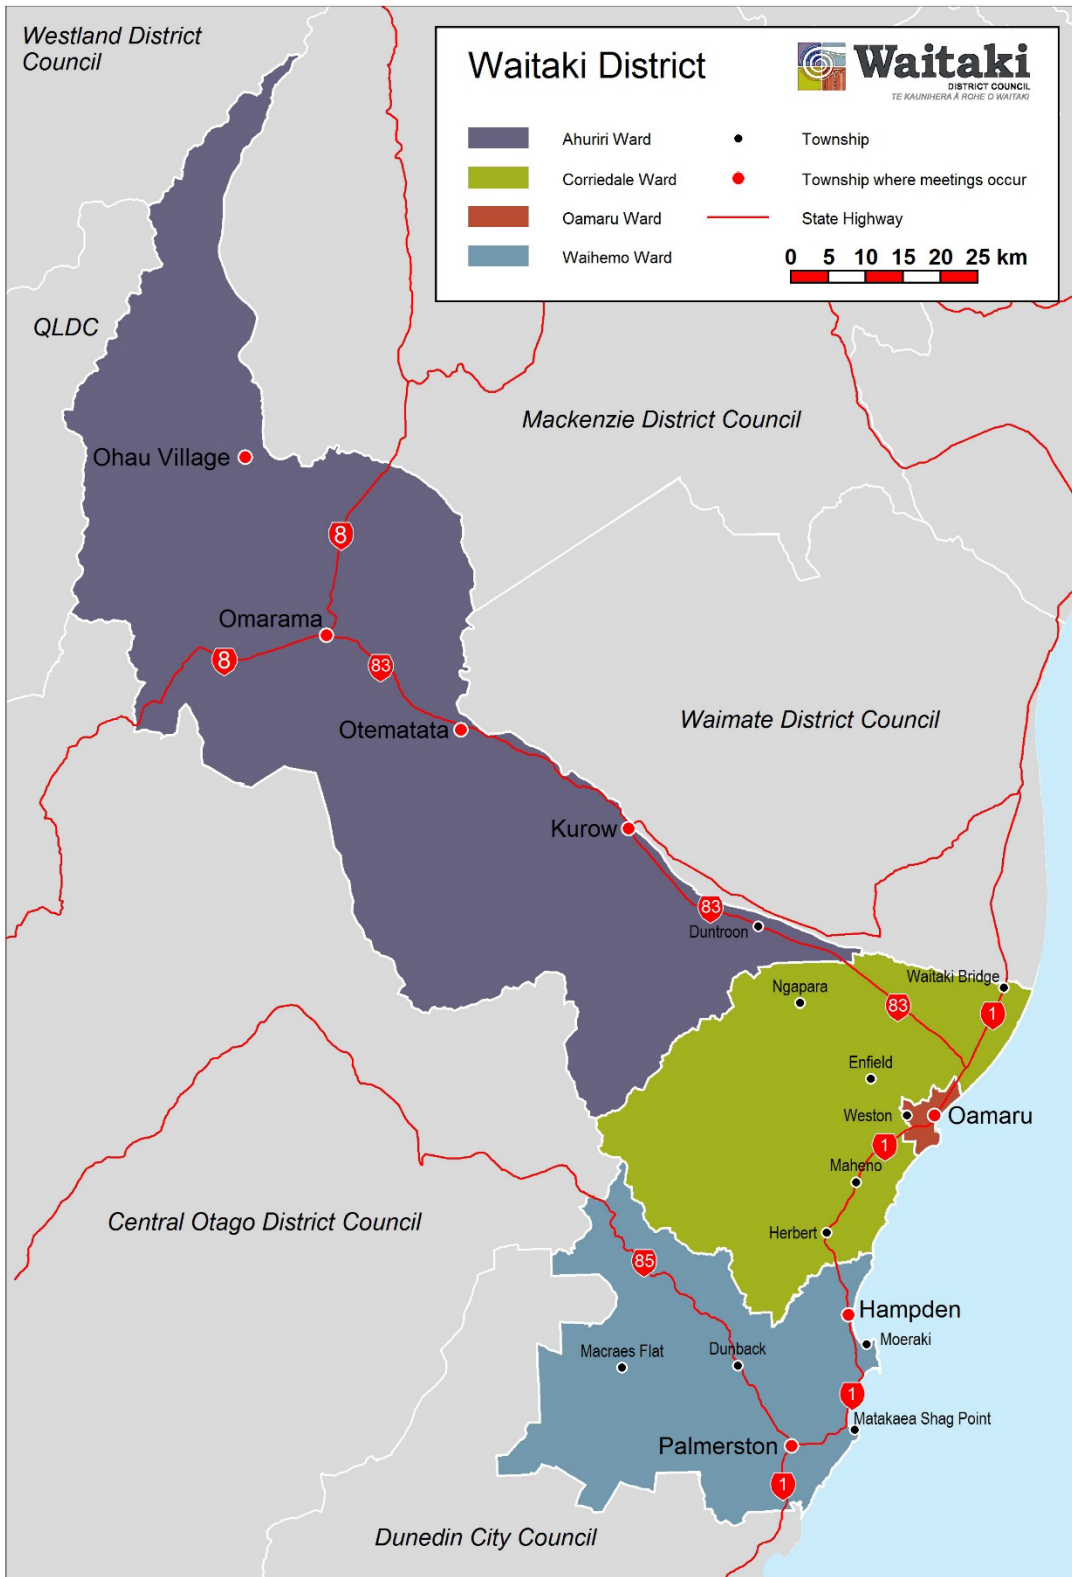 Westland District
Council
Waitaki District
Waitaki
DISTRICT COUNCIL
TE KAUNIHERA Ā ROHE O WAITAKI
Ahuriri Ward
Township
Corriedale Ward
Township where meetings occur
Oamaru Ward
State Highway
Waihemo Ward
0 5 10 15 20 25 km
QLDC
Mackenzie District Council
Ohau Village
8
Omarama
8
83
Otematata
Waimate District Council
Kurow
83
Duntroon
Waitaki Bridge
Ngapara
83
1
Enfield
Weston
Oamaru
1
Maheno
Central Otago District Council
Herbert
85
Hampden
Moeraki
Macraes Flat
Dunback
1
Matakaea Shag Point
Palmerston
1
Dunedin City Council